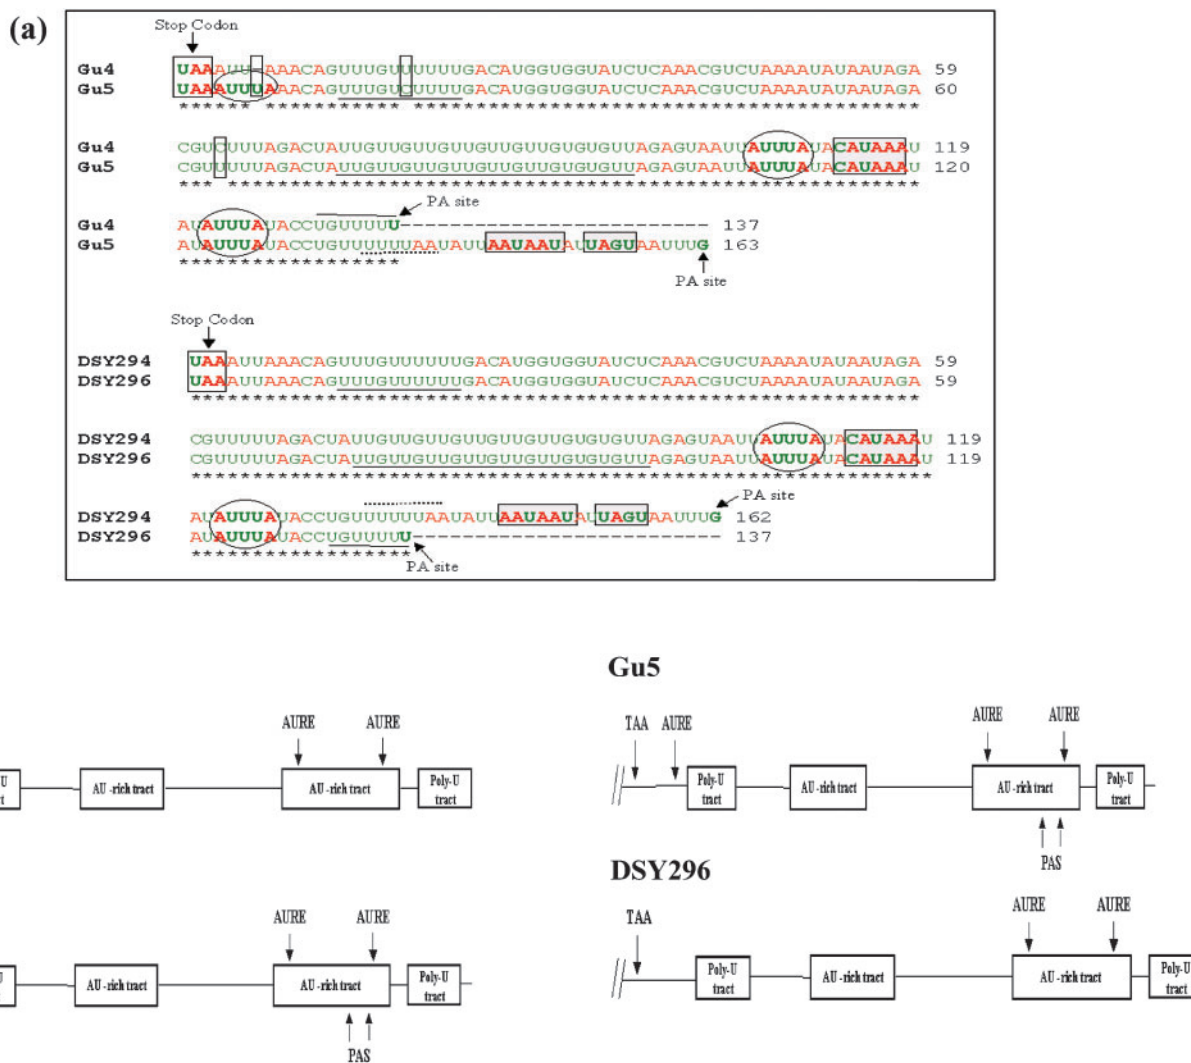 (a)
Stop Codon
Gu4 UAAAUU-AAACAGUUUGUUUUUUGACAUGGUGGUAUCUCAAACGUCUAAAAUAUAAUAGA 59
Gu5 UAAAUUUAAACAGUUUGUCUUUUGACAUGGUGGUAUCUCAAACGUCUAAAAUAUAAUAGA 60
****** ********** ******************************************
Gu4 CGUCUUUAGACUAUUGUUGUUGUUGUUGUUGUGUGUUAGAGUAAUUAUUUAUACAUAAAU 119
Gu5 CGUUUUUAGACUAUUGUUGUUGUUGUUGUUGUGUGUUAGAGUAAUUAUUUAUACAUAAAU 120
*** ********************************************************
PA site
Gu4 AUAUUUAUACCUGUUUUU------------------------- 137
Gu5 AUAUUUAUACCUGUUUUUUAAUAUUAAUAAUAUUAGUAAUUUG 163
******************
PA site
Stop Codon
DSY294 UAAAUUAAACAGUUUGUUUUUUGACAUGGUGGUAUCUCAAACGUCUAAAAUAUAAUAGA 59
DSY296 UAAAUUAAACAGUUUGUUUUUUGACAUGGUGGUAUCUCAAACGUCUAAAAUAUAAUAGA 59
***********************************************************
DSY294 CGUUUUUAGACUAUUGUUGUUGUUGUUGUUGUGUGUUAGAGUAAUUAUUUAUACAUAAAU 119
DSY296 CGUUUUUAGACUAUUGUUGUUGUUGUUGUUGUGUGUUAGAGUAAUUAUUUAUACAUAAAU 119
************************************************************
PA site
DSY294 AUAUUUAUACCUGUUUUUUAAUAUUAAUAAUAUUAGUAAUUUG 162
DSY296 AUAUUUAUACCUGUUUUU------------------------- 137
******************
PA site
AURE AURE
U
AU-rich tract AU-rich tract Poly-U
tract
Gu5
TAA AURE AURE AURE
Poly-U
tract AU-rich tract AU-rich tract Poly-U
tract
PAS
AURE AURE
U
AU-rich tract AU-rich tract Poly-U
tract
PAS
DSY296
TAA AURE AURE
Poly-U
tract AU-rich tract AU-rich tract Poly-U
tract